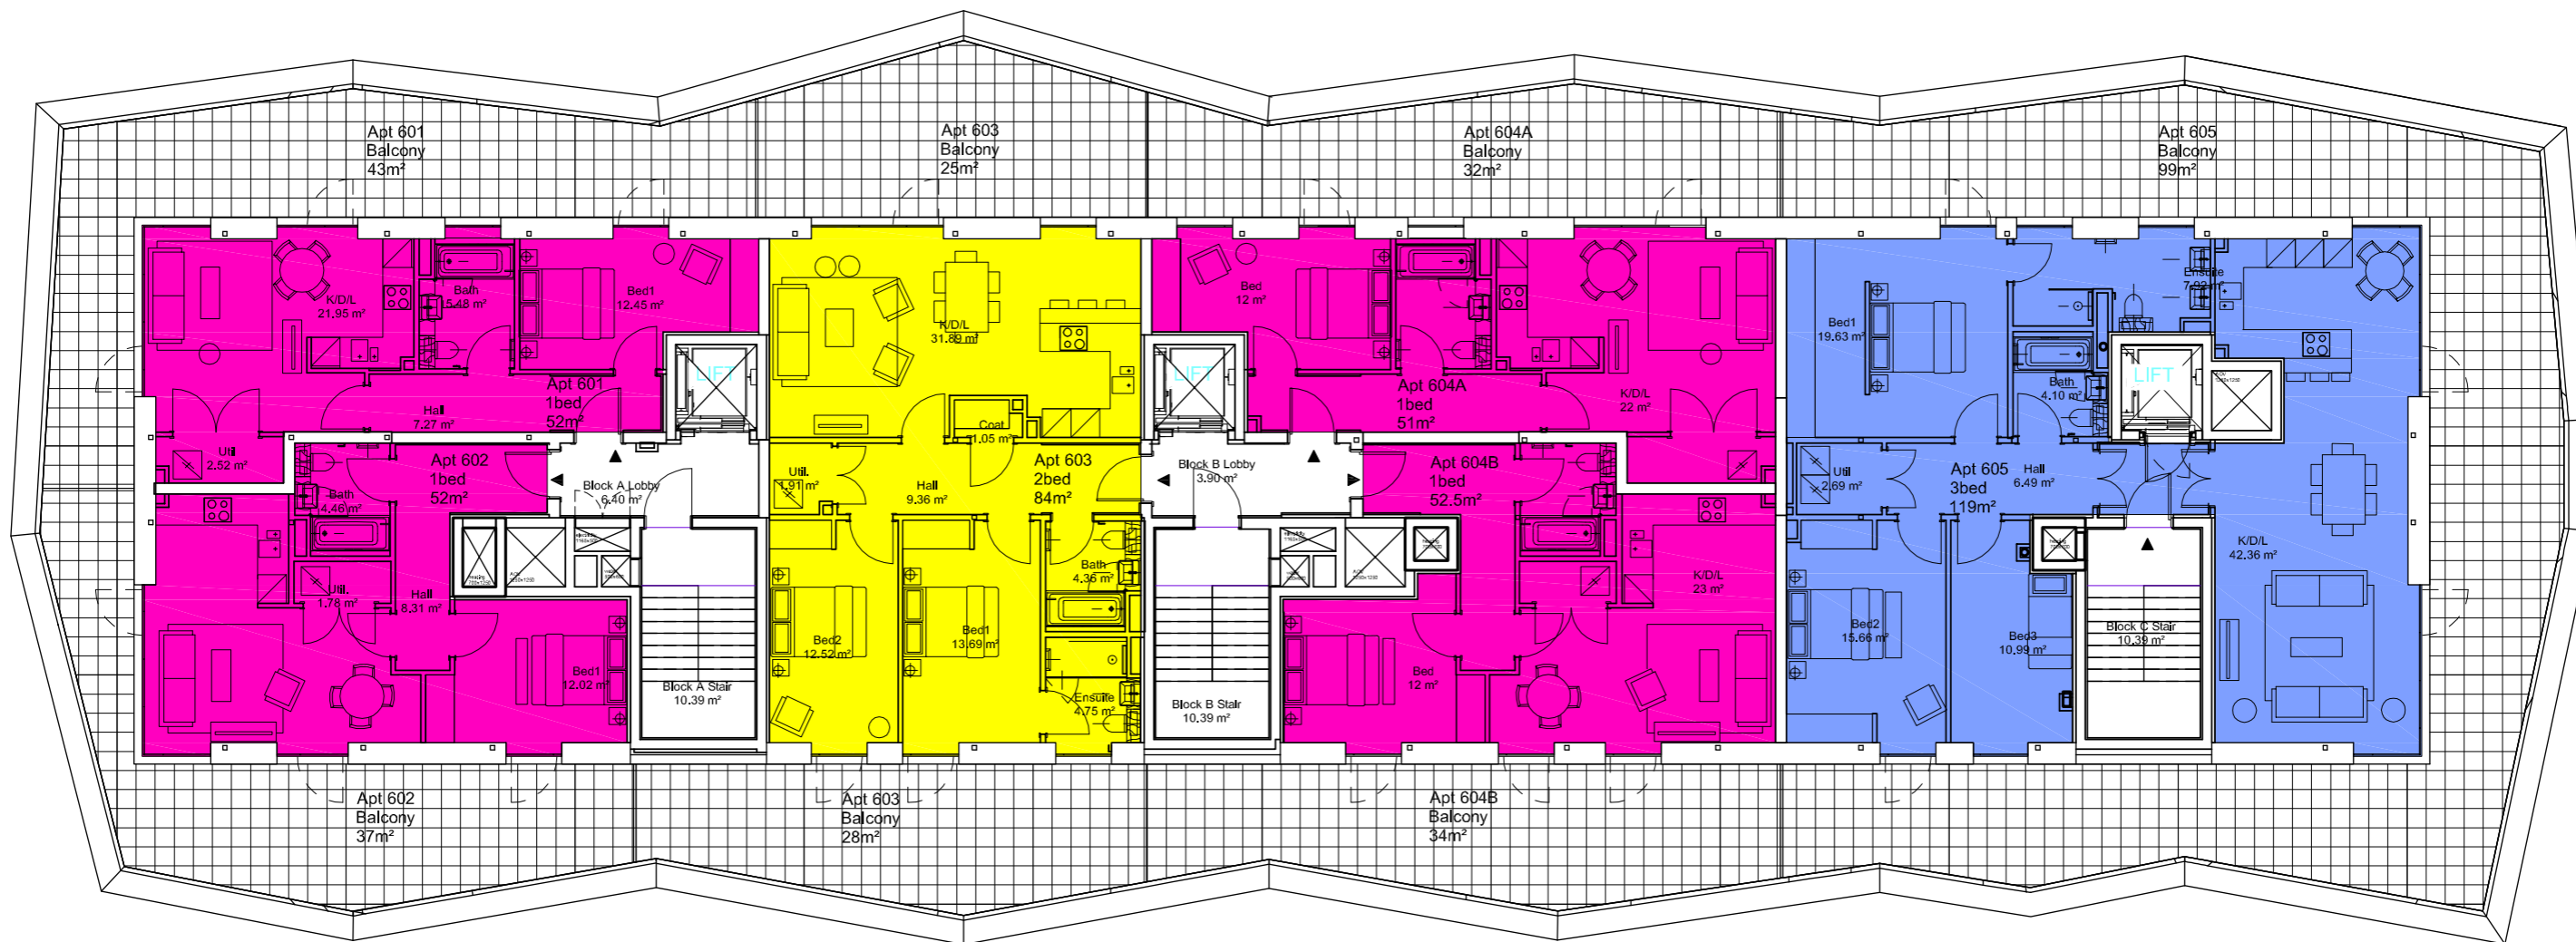 Apt 601
Balcony
43m²
Apt 603
Balcony
25m²
Apt 604A
Balcony
32m²
Apt 605
Balcony
99m²
K/D/L
21.95 m²
Bath
5.48 m²
Bed1
12.45 m²
LIFT
Apt 601
1bed
52m²
Hall
7.27 m²
Util
2.52 m²
K/D/L
31.89 m²
Coat
1.05 m²
Bed
12 m²
LIFT
Apt 604A
1bed
51m²
K/D/L
22 m²
Bed1
19.63 m²
Ensuite
7.92 m²
Bath
4.10 m²
LIFT
Apt 602
1bed
52m²
Bath
4.46 m²
Block A Lobby
6.40 m²
Util.
1.91 m²
Hall
9.36 m²
Apt 603
2bed
84m²
Block B Lobby
3.90 m²
Apt 604B
1bed
52.5m²
Util
2.69 m²
Apt 605
3bed
119m²
Hall
6.49 m²
K/D/L
42.36 m²
Util.
1.78 m²
Hall
8.31 m²
Bed1
12.02 m²
Block A Stair
10.39 m²
Bed2
12.52 m²
Bed1
13.69 m²
Bath
4.36 m²
Ensuite
4.75 m²
Block B Stair
10.39 m²
Bed
12 m²
K/D/L
23 m²
Bed2
15.66 m²
Bed3
10.99 m²
Block C Stair
10.39 m²
Apt 602
Balcony
37m²
Apt 603
Balcony
28m²
Apt 604B
Balcony
34m²